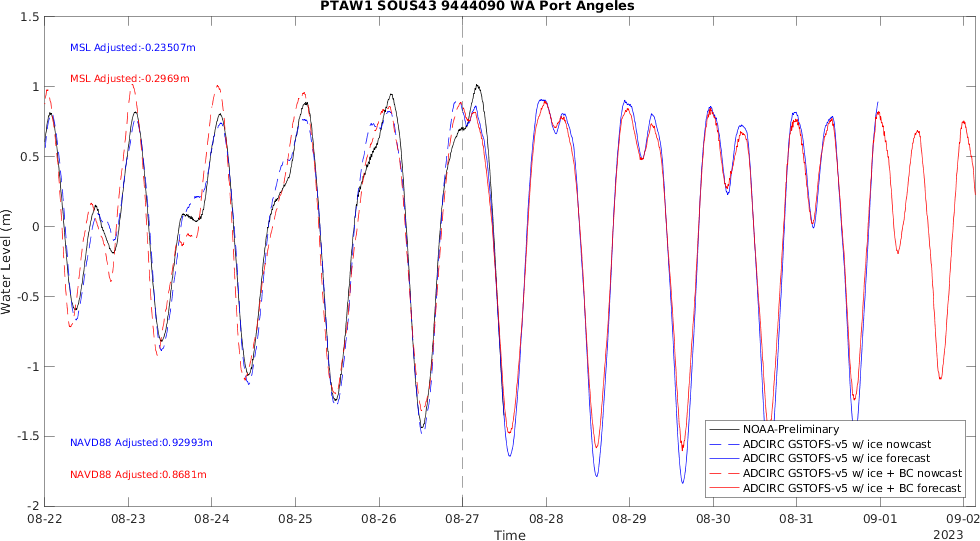 PTAW1 SOUS43 9444090 WA Port Angeles
1.5
MSL Adjusted:-0.23507m
MSL Adjusted:-0.2969m
1
0.5
0
-0.5
-1
-1.5
-2
Water Level (m)
NAVD88 Adjusted:0.92993m
NAVD88 Adjusted:0.8681m
NOAA-Preliminary
ADCIRC GSTOFS-v5 w/ ice nowcast
ADCIRC GSTOFS-v5 w/ ice forecast
ADCIRC GSTOFS-v5 w/ ice + BC nowcast
ADCIRC GSTOFS-v5 w/ ice + BC forecast
08-22 08-23 08-24 08-25 08-26 08-27 08-28 08-29 08-30 08-31 09-01 09-02
Time
2023